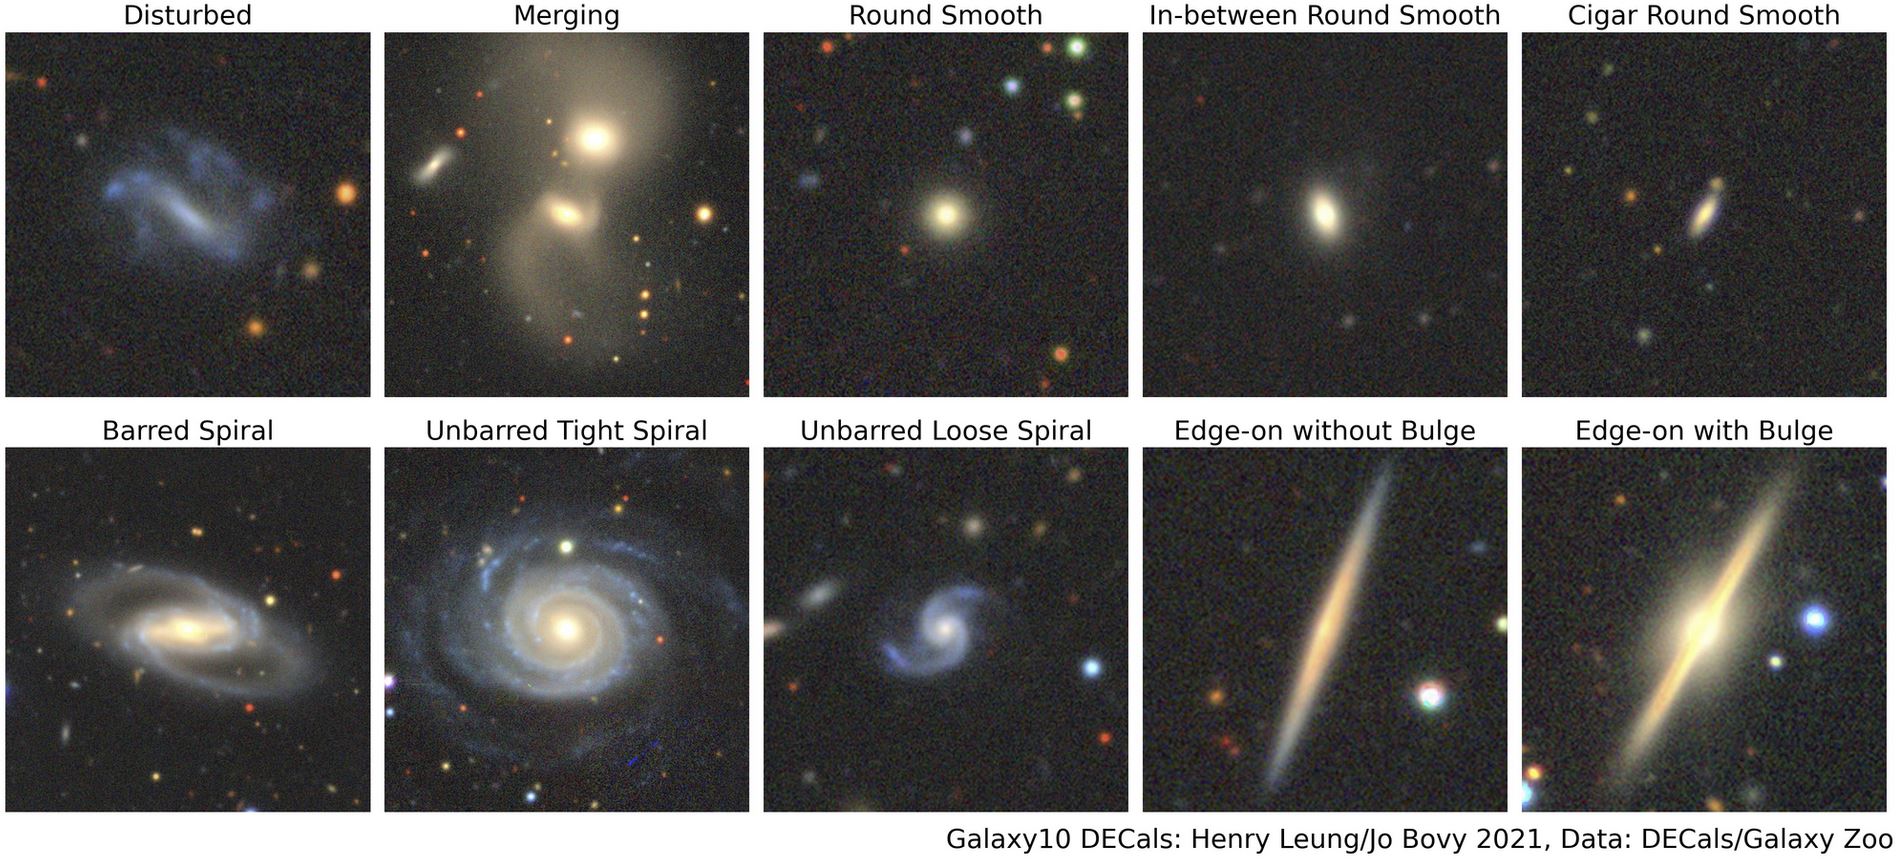 Disturbed
Merging
Round Smooth
In-between Round Smooth
Cigar Round Smooth
Barred Spiral
Unbarred Tight Spiral
Unbarred Loose Spiral
Edge-on without Bulge
Edge-on with Bulge
Galaxy10 DECals: Henry Leung/Jo Bovy 2021, Data: DECals/Galaxy Zoo